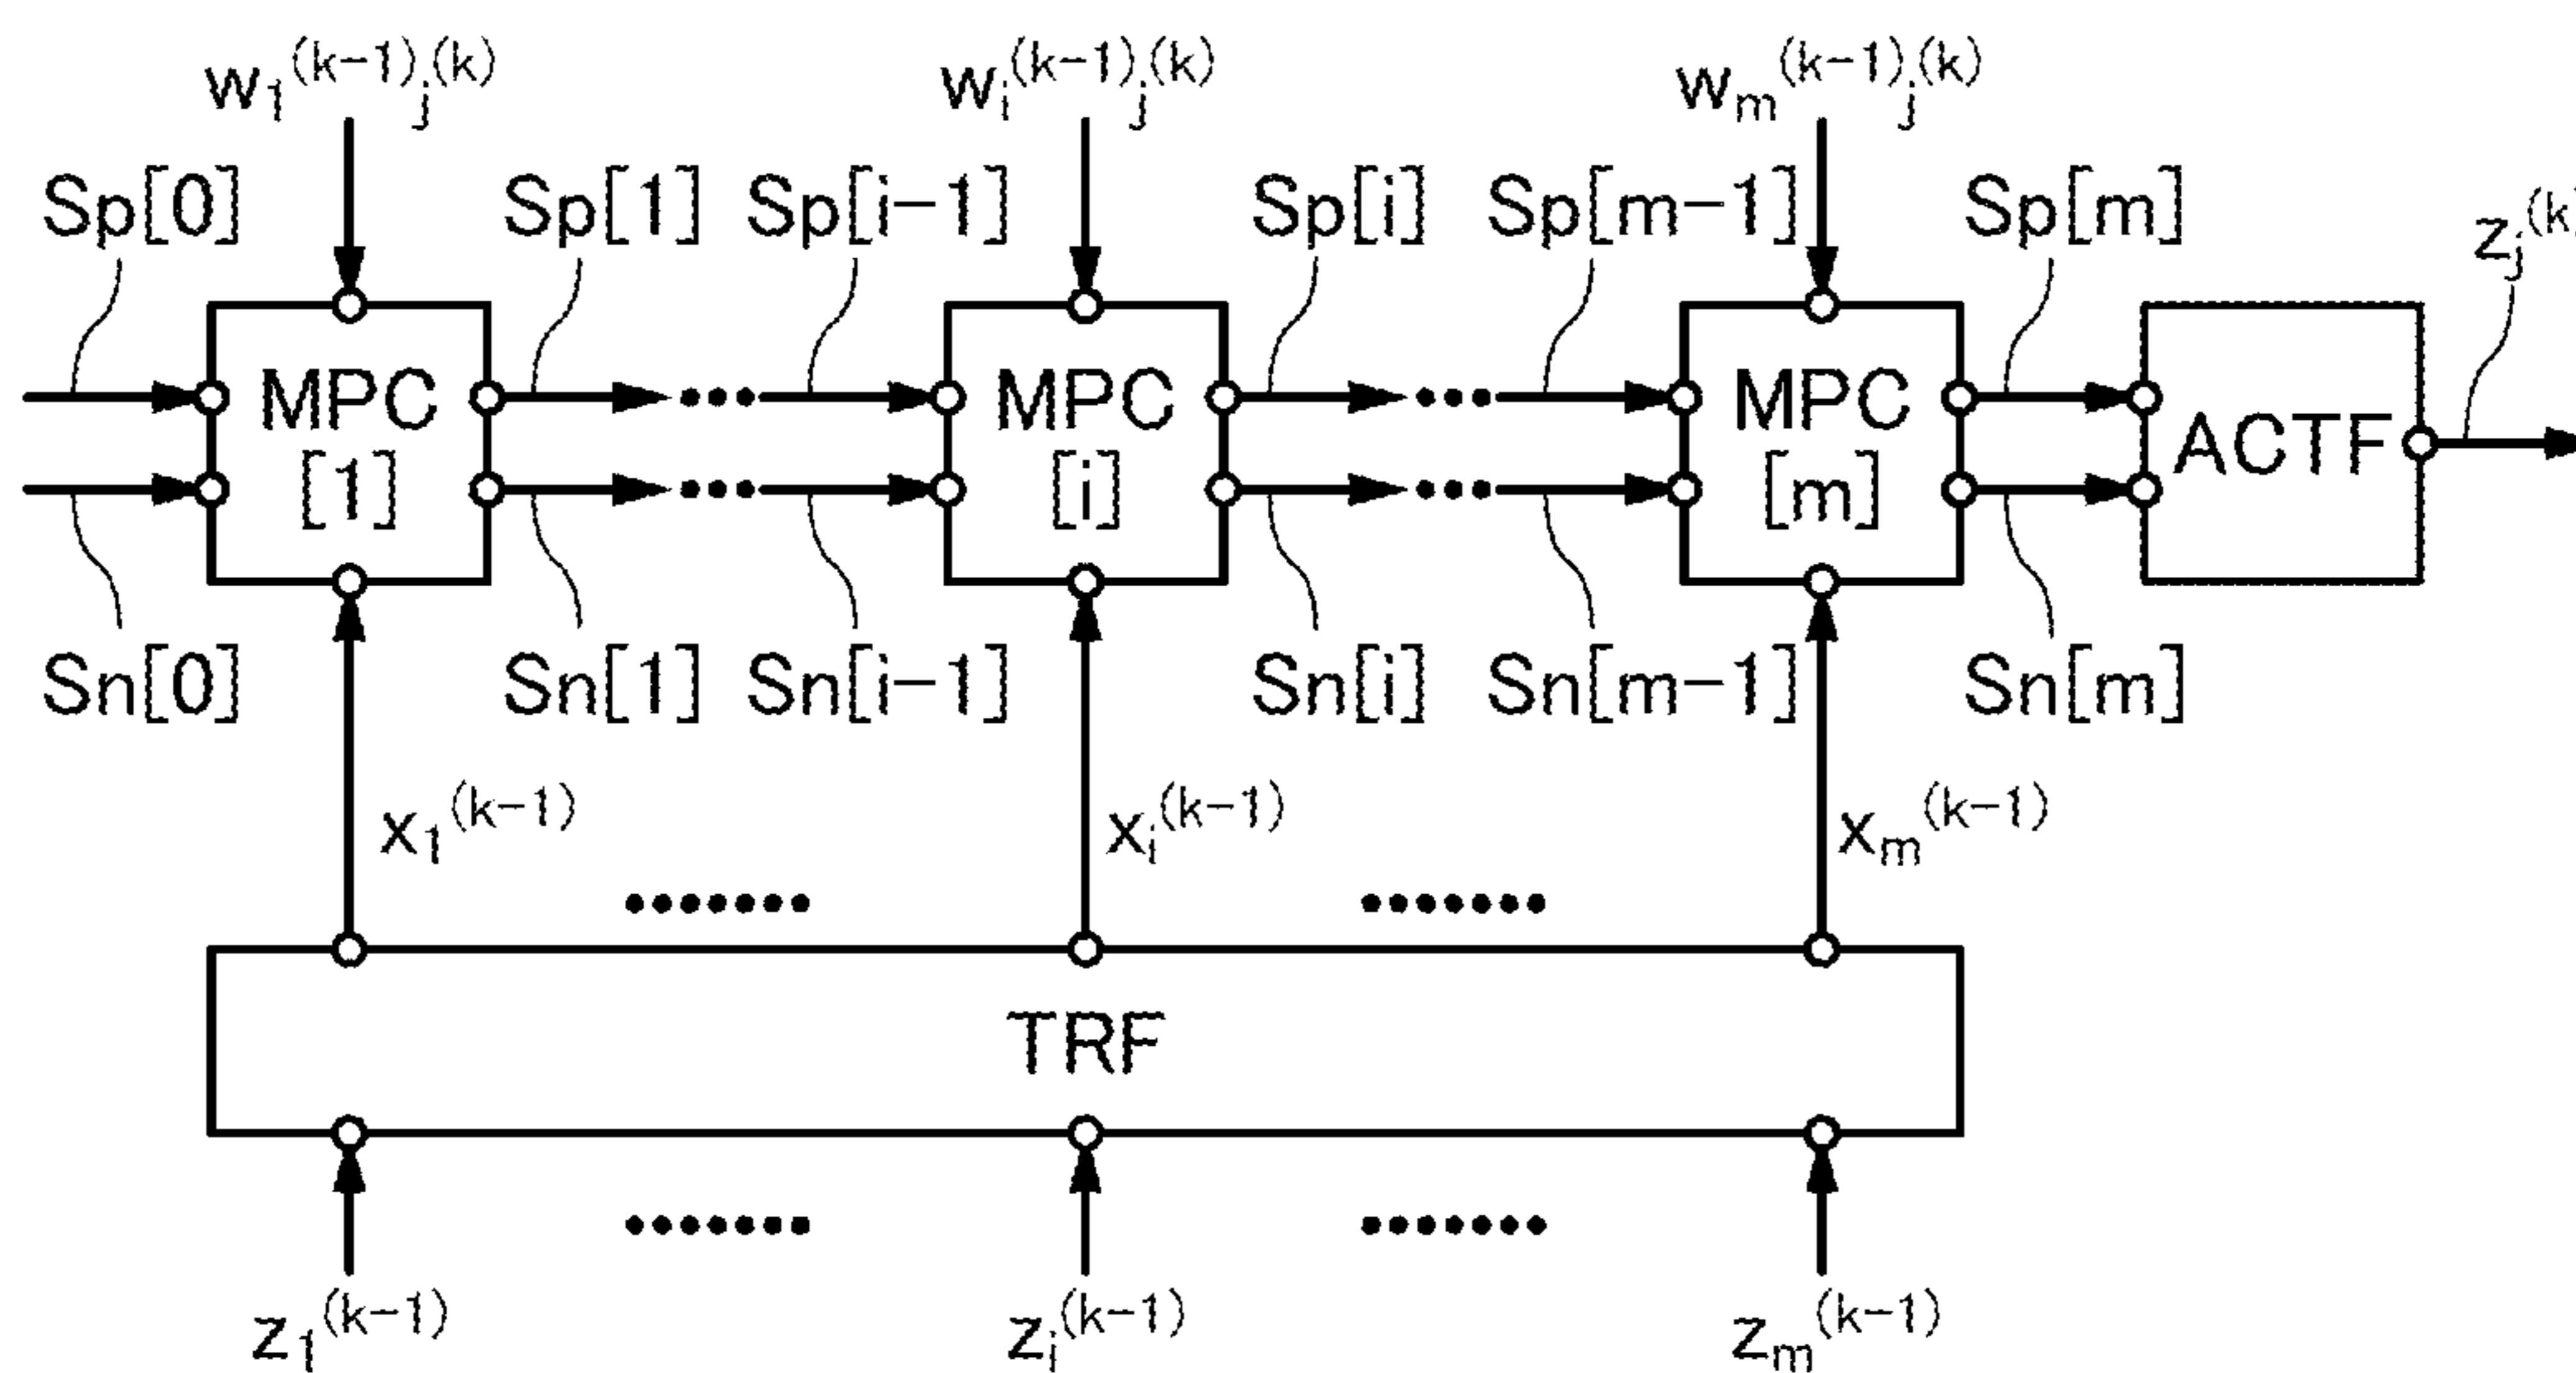 w₁⁽ᵏ⁻¹⁾ⱼ⁽ᵏ⁾ wᵢ⁽ᵏ⁻¹⁾ⱼ⁽ᵏ⁾ wₘ⁽ᵏ⁻¹⁾ⱼ⁽ᵏ⁾
Sp[0] Sp[1] Sp[i-1] Sp[i] Sp[m-1] Sp[m] zⱼ⁽ᵏ
MPC MPC MPC ACTF
[1] [i] [m]
Sn[0] Sn[1] Sn[i-1] Sn[i] Sn[m-1] Sn[m]
x₁⁽ᵏ⁻¹⁾ xᵢ⁽ᵏ⁻¹⁾ xₘ⁽ᵏ⁻¹⁾
TRF
z₁⁽ᵏ⁻¹⁾ zᵢ⁽ᵏ⁻¹⁾ zₘ⁽ᵏ⁻¹⁾